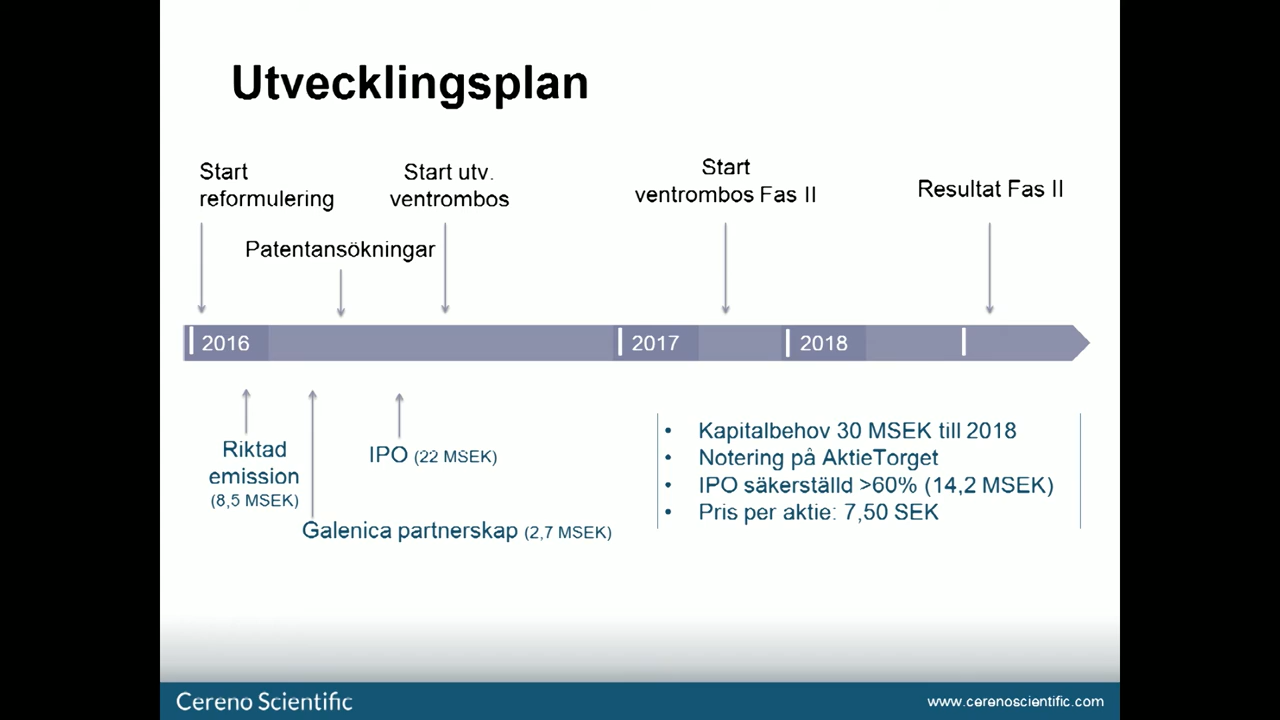 Utvecklingsplan
Start
reformulering
Start utv.
ventrombos
Start
ventrombos Fas II
Resultat Fas II
Patentansökningar
2016
2017
2018
Riktad
emission
(8,5 MSEK)
IPO (22 MSEK)
Galenica partnerskap (2,7 MSEK)
• Kapitalbehov 30 MSEK till 2018
• Notering på AktieTorget
• IPO säkerställd >60% (14,2 MSEK)
• Pris per aktie: 7,50 SEK
Cereno Scientific
www.cerenoscientific.com